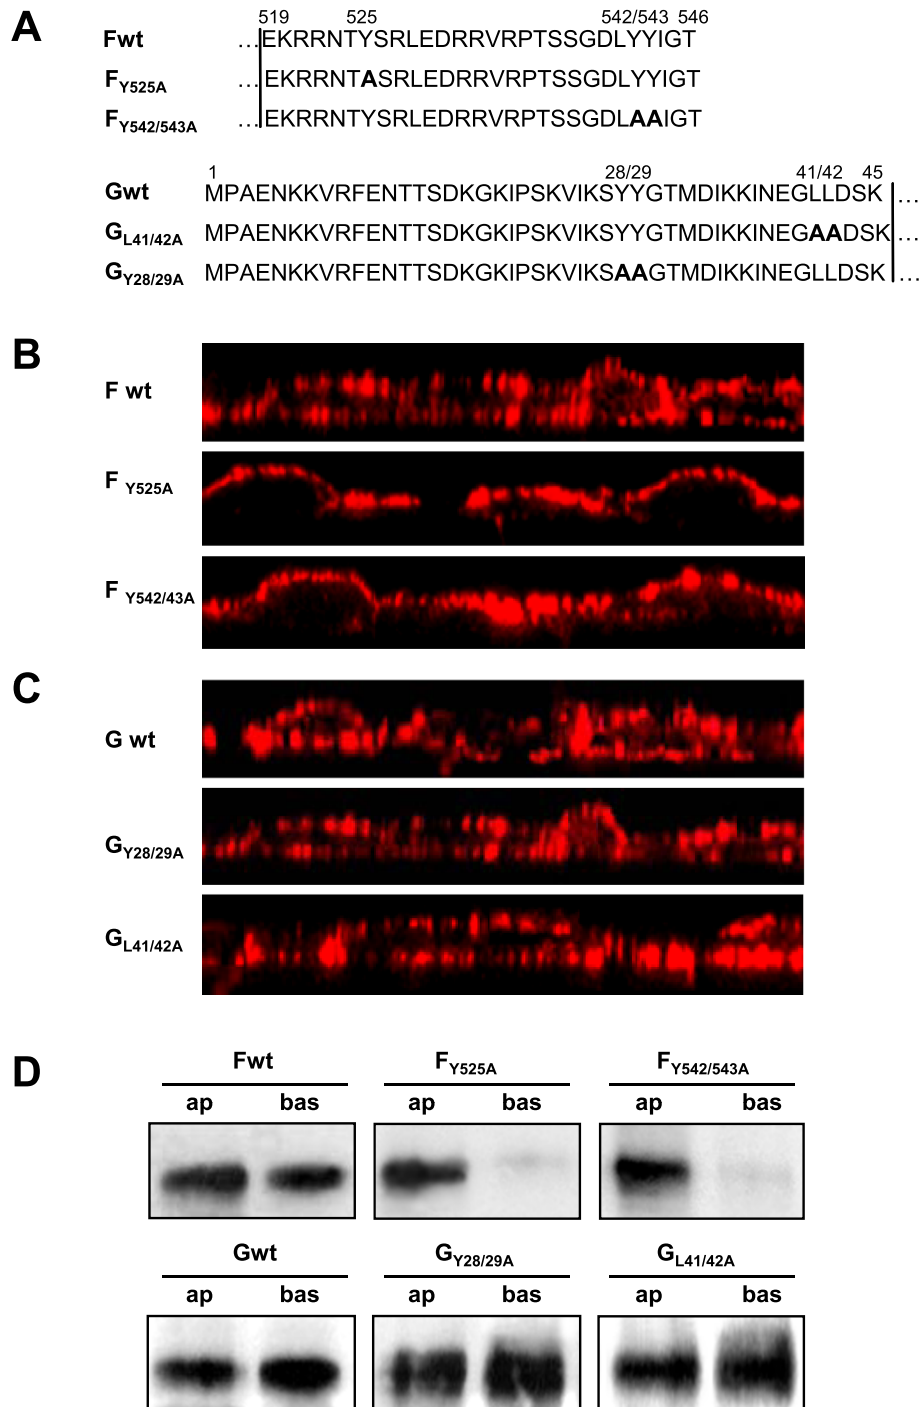 A
519 525 542/543 546
Fwt …EKRRNTYSRLEDRRVRPTSSGDLYYIGT
FY525A …EKRRNTASRLEDRRVRPTSSGDLYYIGT
FY542/543A …EKRRNTYSRLEDRRVRPTSSGDLAAIGT
1 28/29 41/42 45
Gwt MPAENKKVRFENTTSDKGKIPSKVIKSYYGTMDIKKINEGLLDSK …
GL41/42A MPAENKKVRFENTTSDKGKIPSKVIKSYYGTMDIKKINEGAADSK …
GY28/29A MPAENKKVRFENTTSDKGKIPSKVIKSAAGTMDIKKINEGLLDSK …
B
F wt
F Y525A
F Y542/43A
C
G wt
GY28/29A
GL41/42A
D
Fwt FY525A FY542/543A
ap bas ap bas ap bas
Gwt GY28/29A GL41/42A
ap bas ap bas ap bas